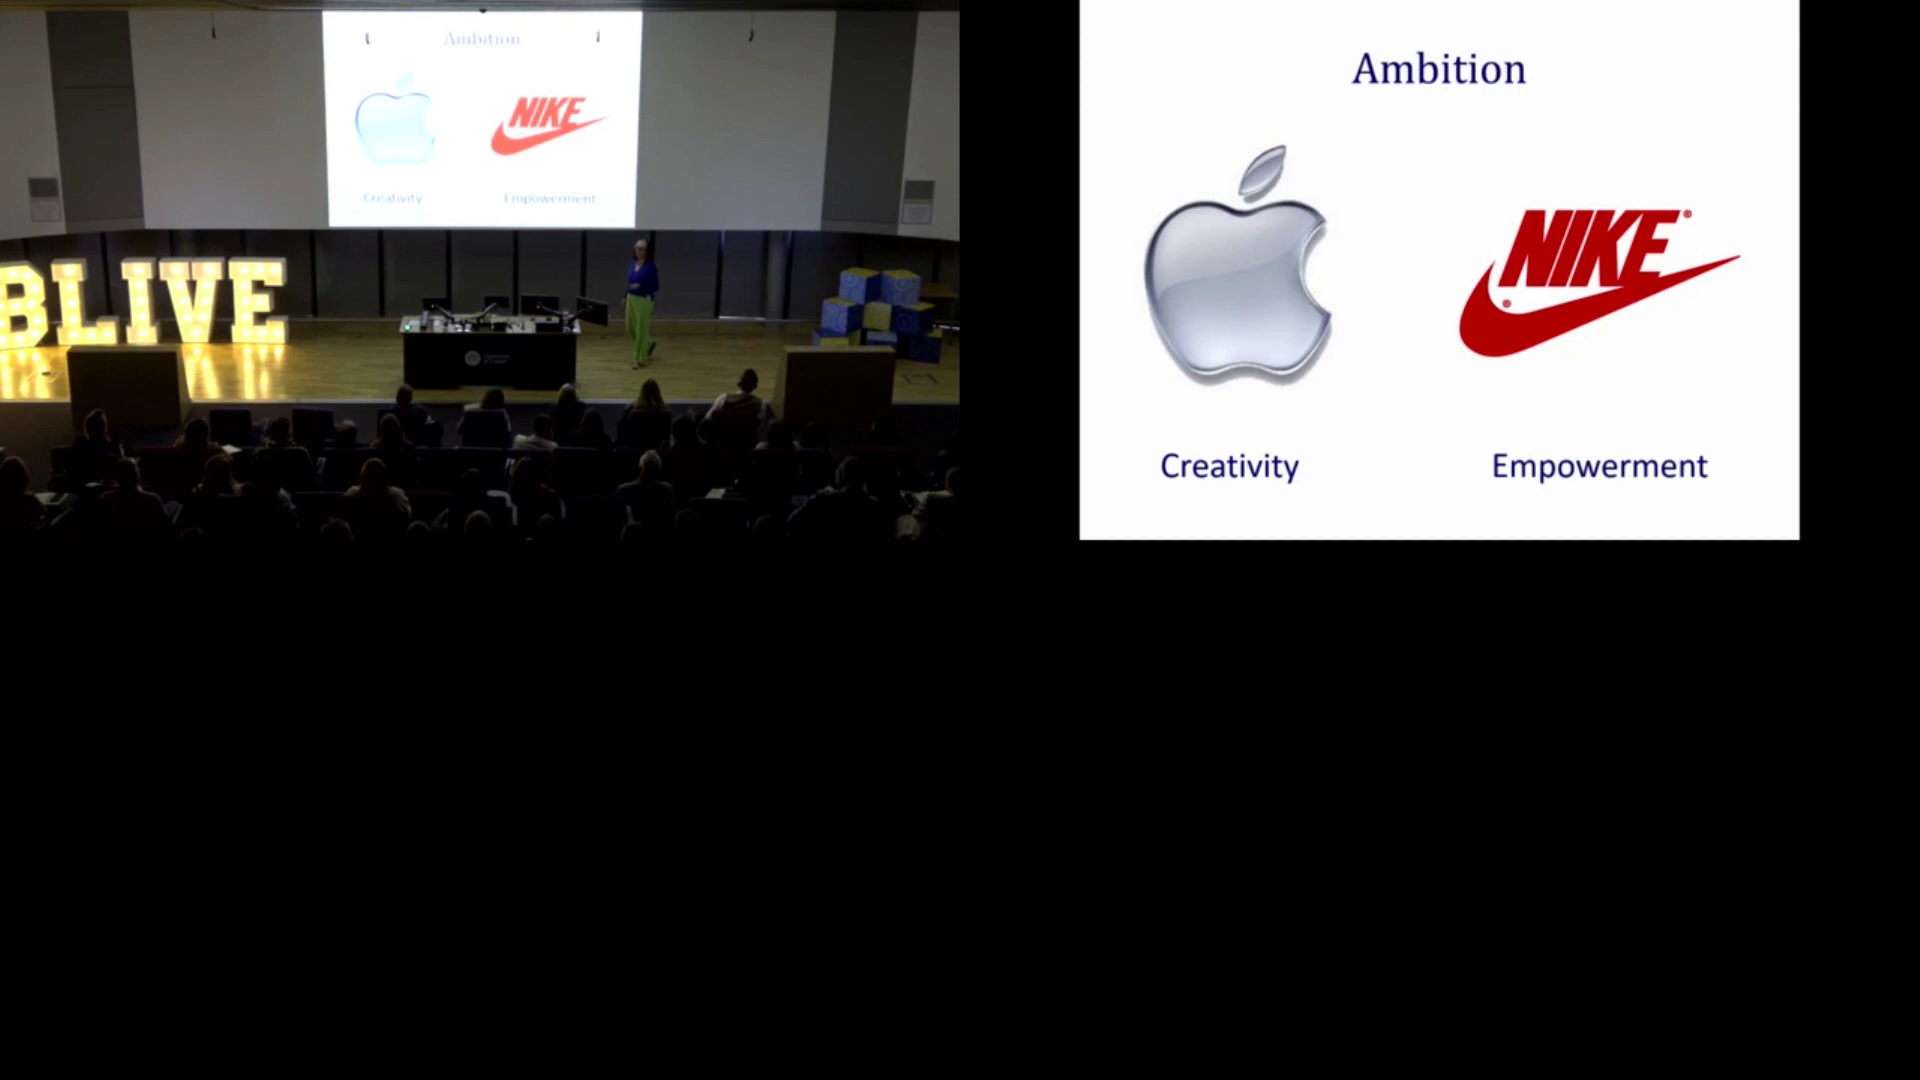 Ambition
NIKE
Creativity Empowerment
BLIVE
Ambition
NIKE
Creativity Empowerment